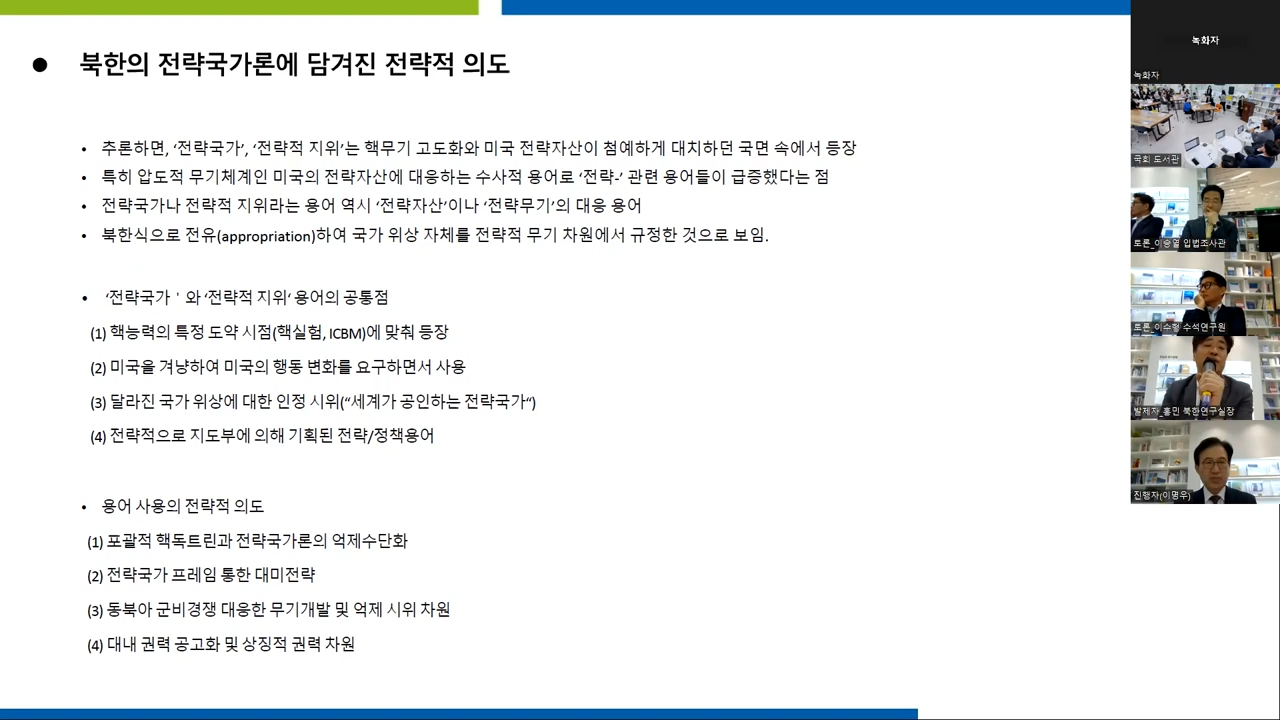 북한의 전략국가론에 담겨진 전략적 의도
• 추론하면, ‘전략국가’, ‘전략적 지위’는 핵무기 고도화와 미국 전략자산이 첨예하게 대치하던 국면 속에서 등장
• 특히 압도적 무기체계인 미국의 전략자산에 대응하는 수사적 용어로 ‘전략-’ 관련 용어들이 급증했다는 점
• 전략국가나 전략적 지위라는 용어 역시 ‘전략자산’이나 ‘전략무기’의 대응 용어
• 북한식으로 전유(appropriation)하여 국가 위상 자체를 전략적 무기 차원에서 규정한 것으로 보임.
• ‘전략국가＇와 ‘전략적 지위‘ 용어의 공통점
(1) 핵능력의 특정 도약 시점(핵실험, ICBM)에 맞춰 등장
(2) 미국을 겨냥하여 미국의 행동 변화를 요구하면서 사용
(3) 달라진 국가 위상에 대한 인정 시위(“세계가 공인하는 전략국가“)
(4) 전략적으로 지도부에 의해 기획된 전략/정책용어
• 용어 사용의 전략적 의도
(1) 포괄적 핵독트린과 전략국가론의 억제수단화
(2) 전략국가 프레임 통한 대미전략
(3) 동북아 군비경쟁 대응한 무기개발 및 억제 시위 차원
(4) 대내 권력 공고화 및 상징적 권력 차원
녹화자
녹화자
국회 도서관
토론_이승열 입법조사관
토론_이수형 수석연구원
발제자_홍민 북한연구실장
진행자(이명우)